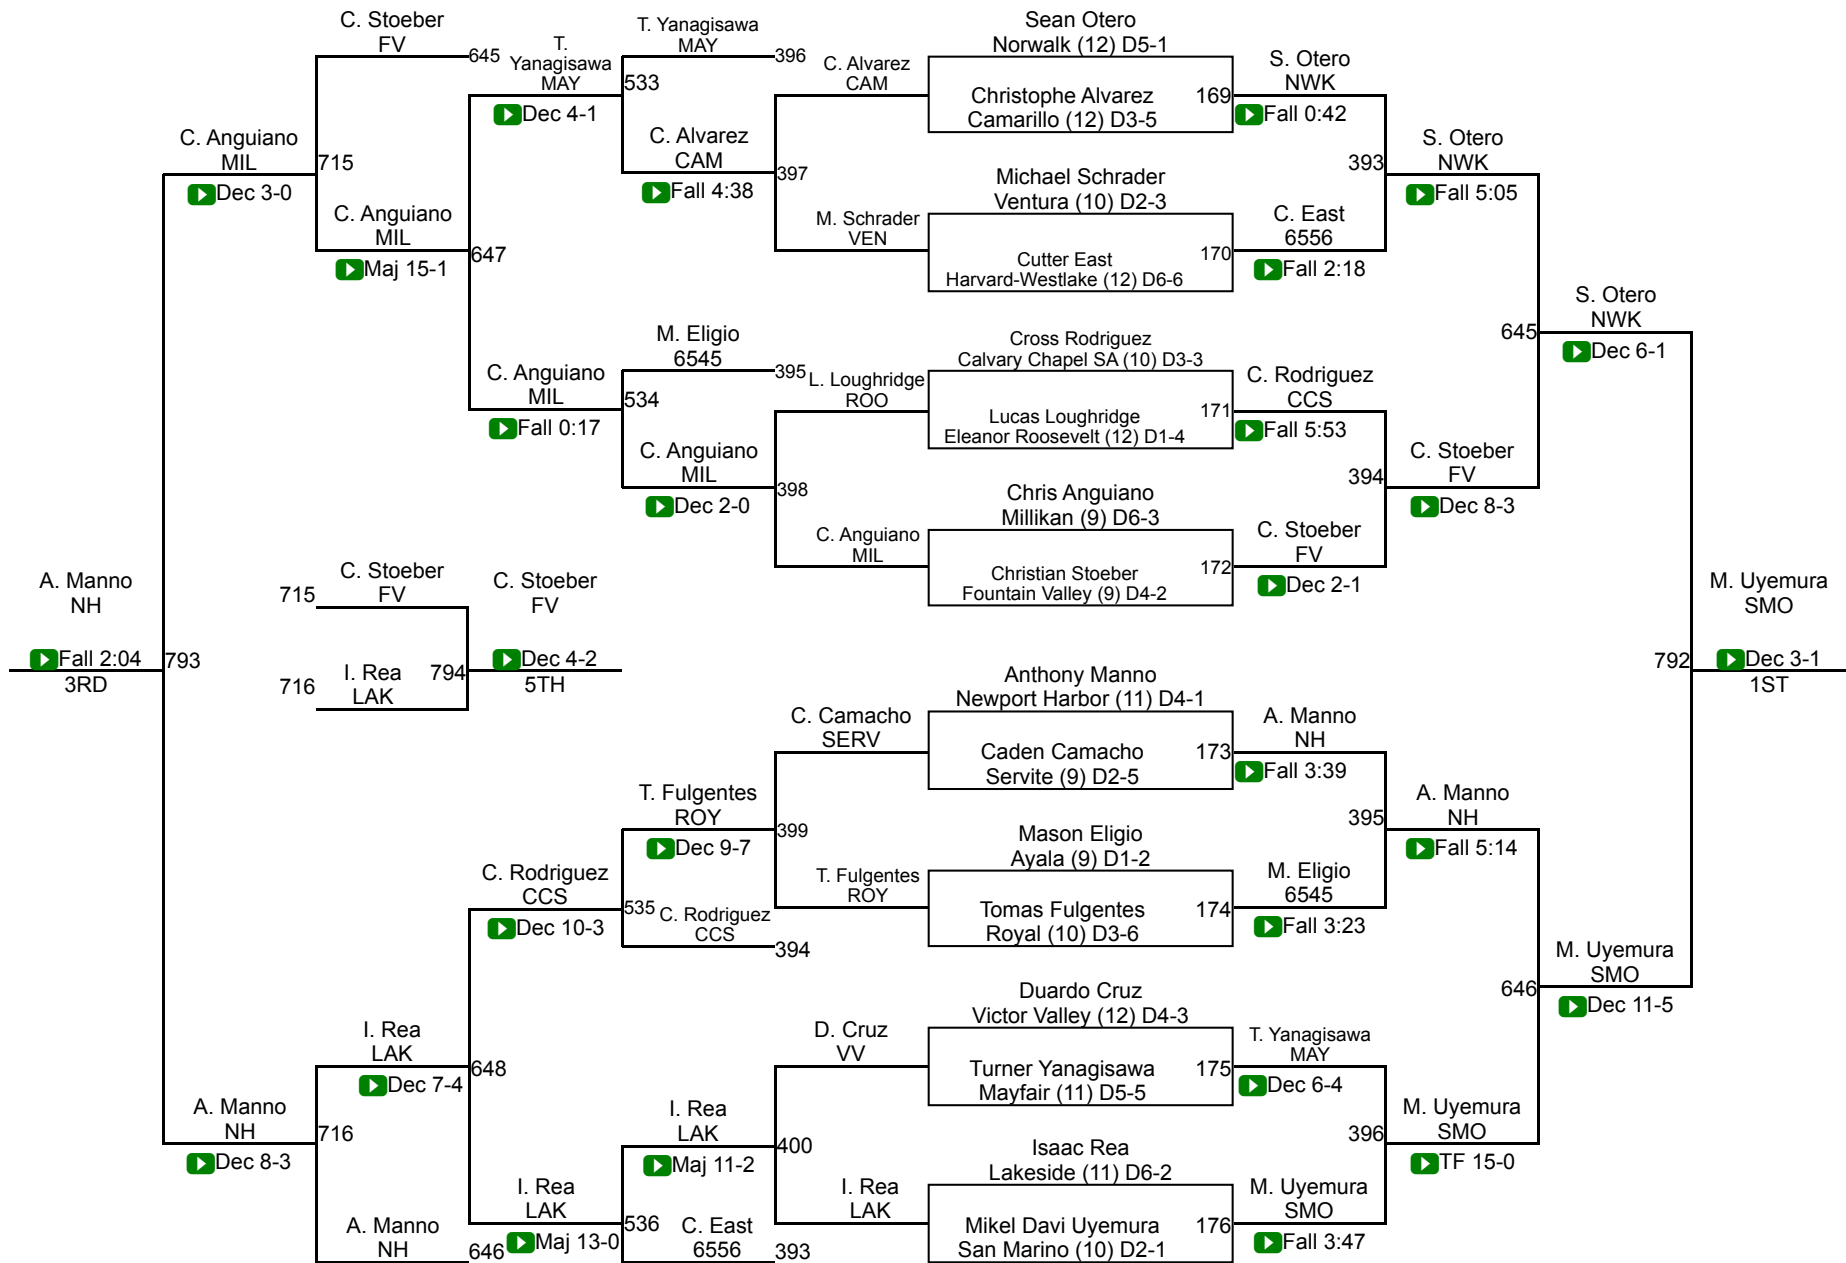 C. Stoeber
FV
645
T.
Yanagisawa
MAY
Dec 4-1
T. Yanagisawa
MAY
396
533
C. Alvarez
CAM
Fall 4:38
397
C. Alvarez
CAM
M. Schrader
VEN
Sean Otero
Norwalk (12) D5-1
Christophe Alvarez
Camarillo (12) D3-5
169
S. Otero
NWK
Fall 0:42
Michael Schrader
Ventura (10) D2-3
Cutter East
Harvard-Westlake (12) D6-6
170
C. East
6556
Fall 2:18
393
S. Otero
NWK
Fall 5:05
C. Anguiano
MIL
Dec 3-0
715
C. Anguiano
MIL
Maj 15-1
647
C. Anguiano
MIL
Fall 0:17
M. Eligio
6545
395
534
C. Anguiano
MIL
Dec 2-0
398
L. Loughridge
ROO
C. Anguiano
MIL
Cross Rodriguez
Calvary Chapel SA (10) D3-3
Lucas Loughridge
Eleanor Roosevelt (12) D1-4
171
C. Rodriguez
CCS
Fall 5:53
Chris Anguiano
Millikan (9) D6-3
Christian Stoeber
Fountain Valley (9) D4-2
172
C. Stoeber
FV
Dec 2-1
394
C. Stoeber
FV
Dec 8-3
645
S. Otero
NWK
Dec 6-1
A. Manno
NH
Fall 2:04
3RD
793
715
C. Stoeber
FV
716
I. Rea
LAK
794
C. Stoeber
FV
Dec 4-2
5TH
792
M. Uyemura
SMO
Dec 3-1
1ST
C. Camacho
SERV
T. Fulgentes
ROY
Anthony Manno
Newport Harbor (11) D4-1
Caden Camacho
Servite (9) D2-5
173
A. Manno
NH
Fall 3:39
Mason Eligio
Ayala (9) D1-2
Tomas Fulgentes
Royal (10) D3-6
174
M. Eligio
6545
Fall 3:23
395
A. Manno
NH
Fall 5:14
T. Fulgentes
ROY
Dec 9-7
399
C. Rodriguez
CCS
Dec 10-3
535
C. Rodriguez
CCS
394
D. Cruz
VV
I. Rea
LAK
Duardo Cruz
Victor Valley (12) D4-3
Turner Yanagisawa
Mayfair (11) D5-5
175
T. Yanagisawa
MAY
Dec 6-4
Isaac Rea
Lakeside (11) D6-2
Mikel Davi Uyemura
San Marino (10) D2-1
176
M. Uyemura
SMO
Fall 3:47
396
M. Uyemura
SMO
TF 15-0
646
M. Uyemura
SMO
Dec 11-5
I. Rea
LAK
Dec 7-4
648
A. Manno
NH
Dec 8-3
716
A. Manno
NH
646
I. Rea
LAK
Maj 13-0
I. Rea
LAK
Maj 11-2
400
536
C. East
6556
393